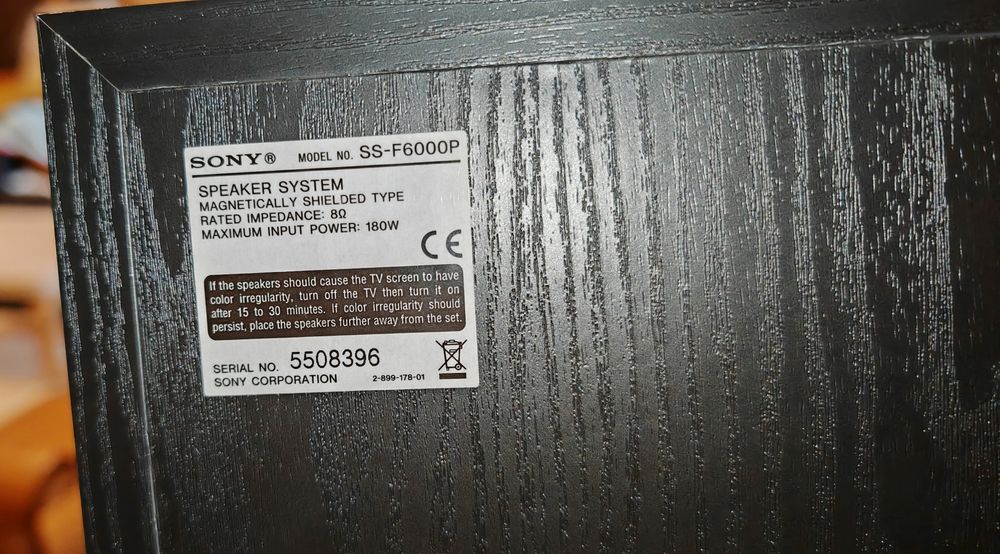 SONY® MODEL NO. SS-F6000P
SPEAKER SYSTEM
MAGNETICALLY SHIELDED TYPE
RATED IMPEDANCE: 8Ω
MAXIMUM INPUT POWER: 180W
CE
If the speakers should cause the TV screen to have
color irregularity, turn off the TV then turn it on
after 15 to 30 minutes. If color irregularity should
persist, place the speakers further away from the set.
SERIAL NO. 5508396
SONY CORPORATION 2-899-178-01